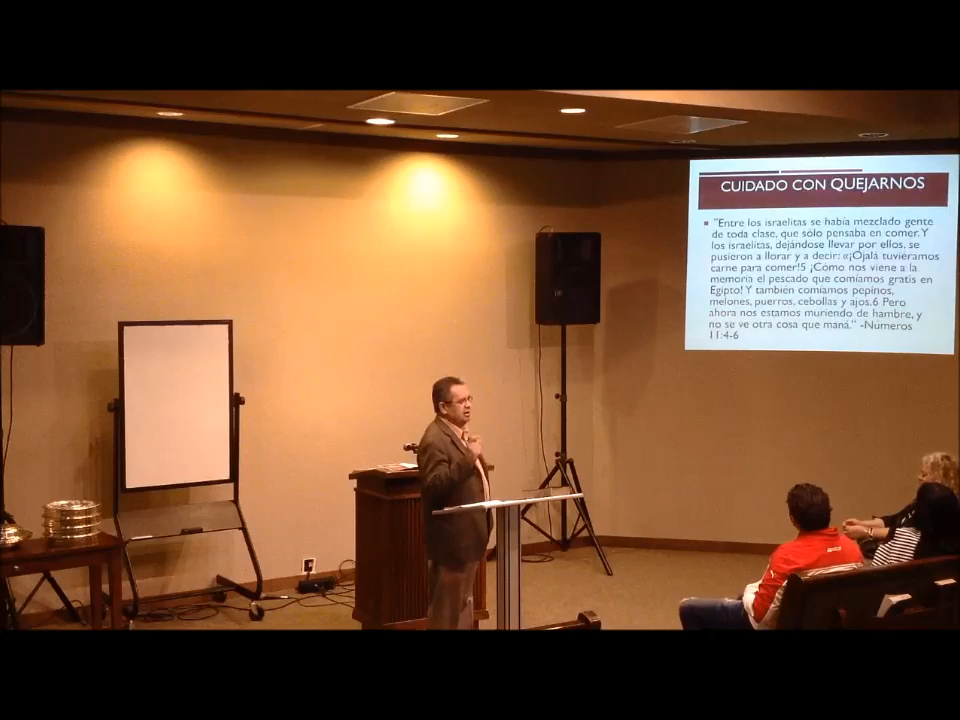 CUIDADO CON QUEJARNOS
"Entre los israelitas se había mezclado gente
de toda clase, que sólo pensaba en comer. Y
los israelitas, dejándose llevar por ellos, se
pusieron a llorar y a decir: «¡Ojalá tuviéramos
carne para comer!5 ¡Cómo nos viene a la
memoria el pescado que comíamos gratis en
Egipto! Y también comíamos pepinos,
melones, puerros, cebollas y ajos.6 Pero
ahora nos estamos muriendo de hambre, y
no se ve otra cosa que maná." -Números
11:4-6